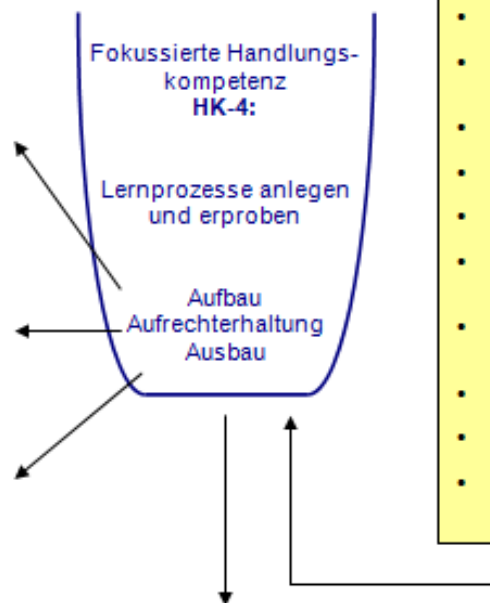 Fokussierte Handlungs-
kompetenz
HK-4:
Lernprozesse anlegen
und erproben
Aufbau
Aufrechterhaltung
Ausbau